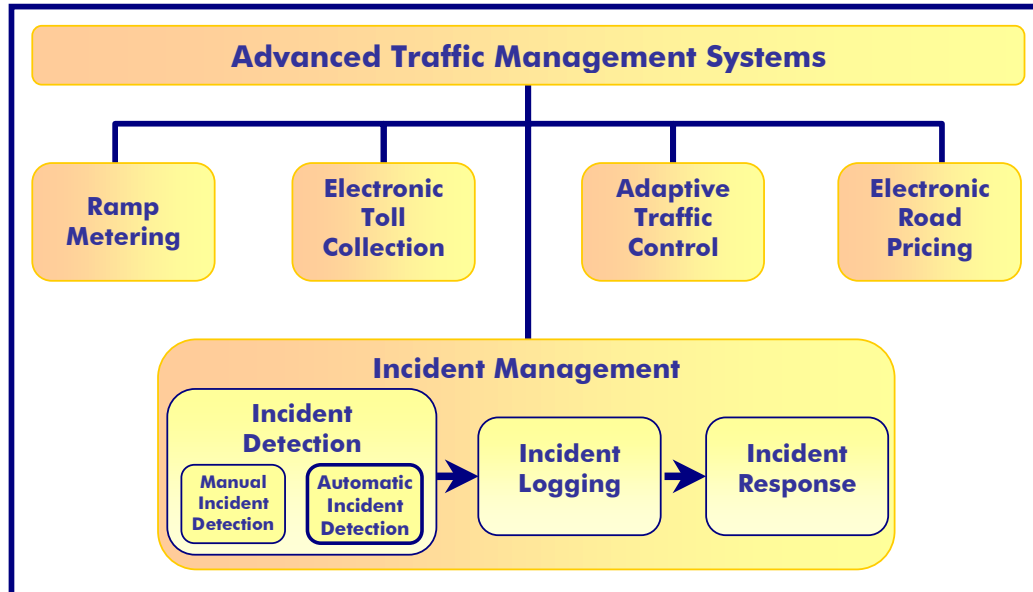 Advanced Traffic Management Systems
Ramp
Metering
Electronic
Toll
Collection
Adaptive
Traffic
Control
Electronic
Road
Pricing
Incident Management
Incident
Detection
Manual
Incident
Detection
Automatic
Incident
Detection
Incident
Logging
Incident
Response